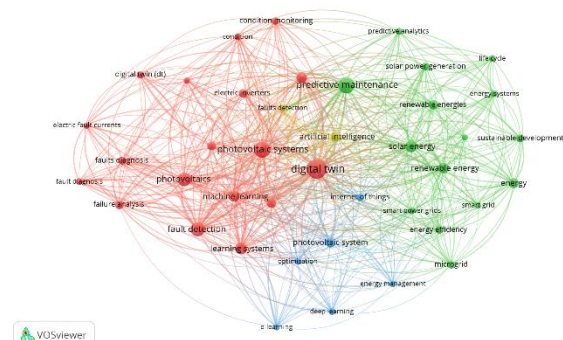 condition monitoring
predictive analytics
condition
lifecycle
solar power generation
digital twin (dt)
predictive maintenance
electric inverters
energy systems
renewable energies
faults detection
electric fault currents
artificial intelligence
sustainable development
photovoltaic systems
solar energy
faults diagnosis
digital twin
renewable energy
fault diagnosis
photovoltaics
energy
machine learning
internet of things
failure analysis
smart grid
smart power grids
fault detection
energy efficiency
learning systems
photovoltaic system
optimization
microgrid
energy management
deep learning
e-learning
VOSviewer